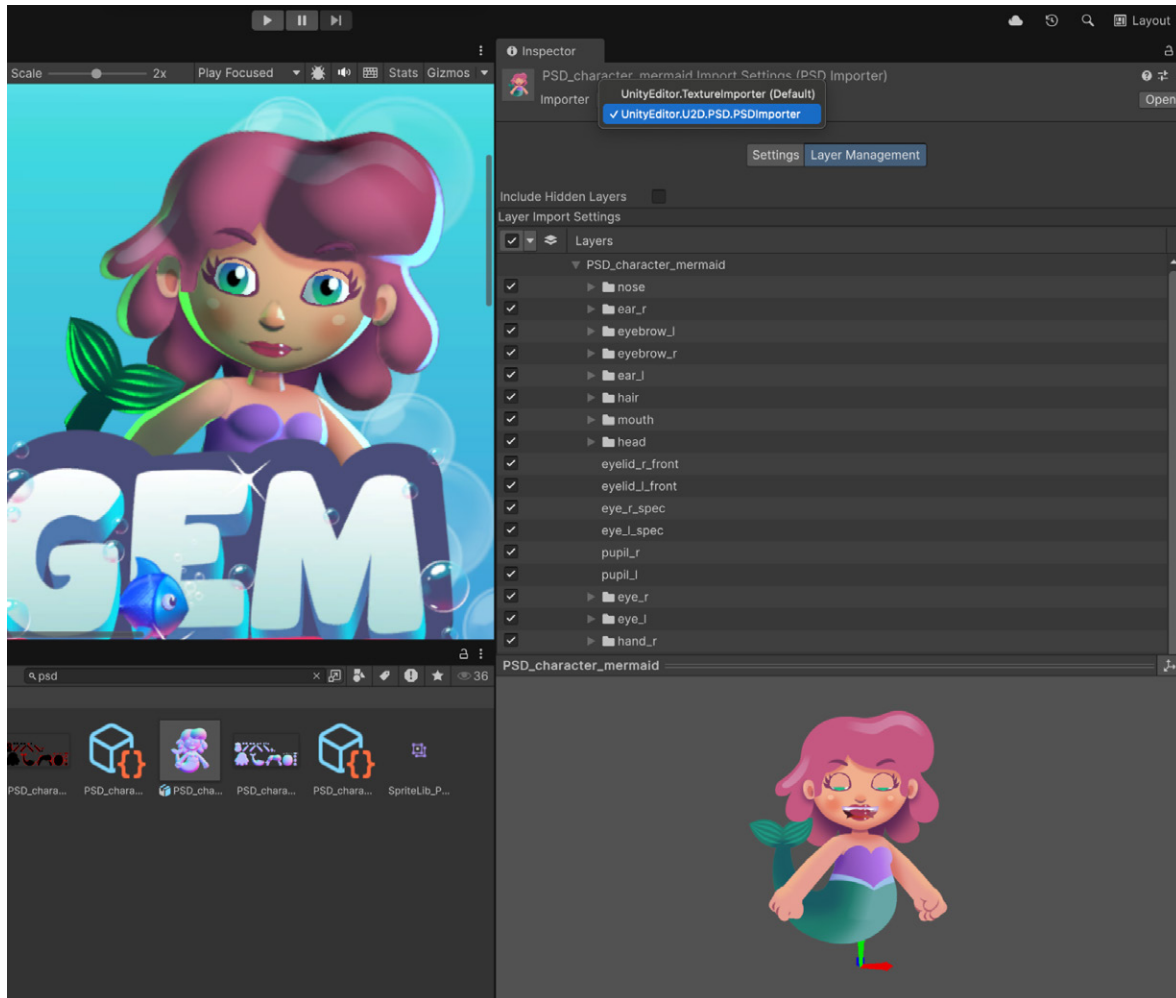 Layout
Inspector
Scale 2x Play Focused Stats Gizmos
PSD_character_mermaid Import Settings (PSD Importer)
Importer
UnityEditor.TextureImporter (Default)
✓ UnityEditor.U2D.PSD.PSDImporter
Open
Settings Layer Management
Include Hidden Layers
Layer Import Settings
Layers
PSD_character_mermaid
nose
ear_r
eyebrow_l
eyebrow_r
ear_l
hair
mouth
head
eyelid_r_front
eyelid_l_front
eye_r_spec
eye_l_spec
pupil_r
pupil_l
eye_r
eye_l
hand_r
GEM
psd
36
PSD_chara...
PSD_chara...
PSD_cha...
PSD_chara...
PSD_chara...
SpriteLib_P...
PSD_character_mermaid